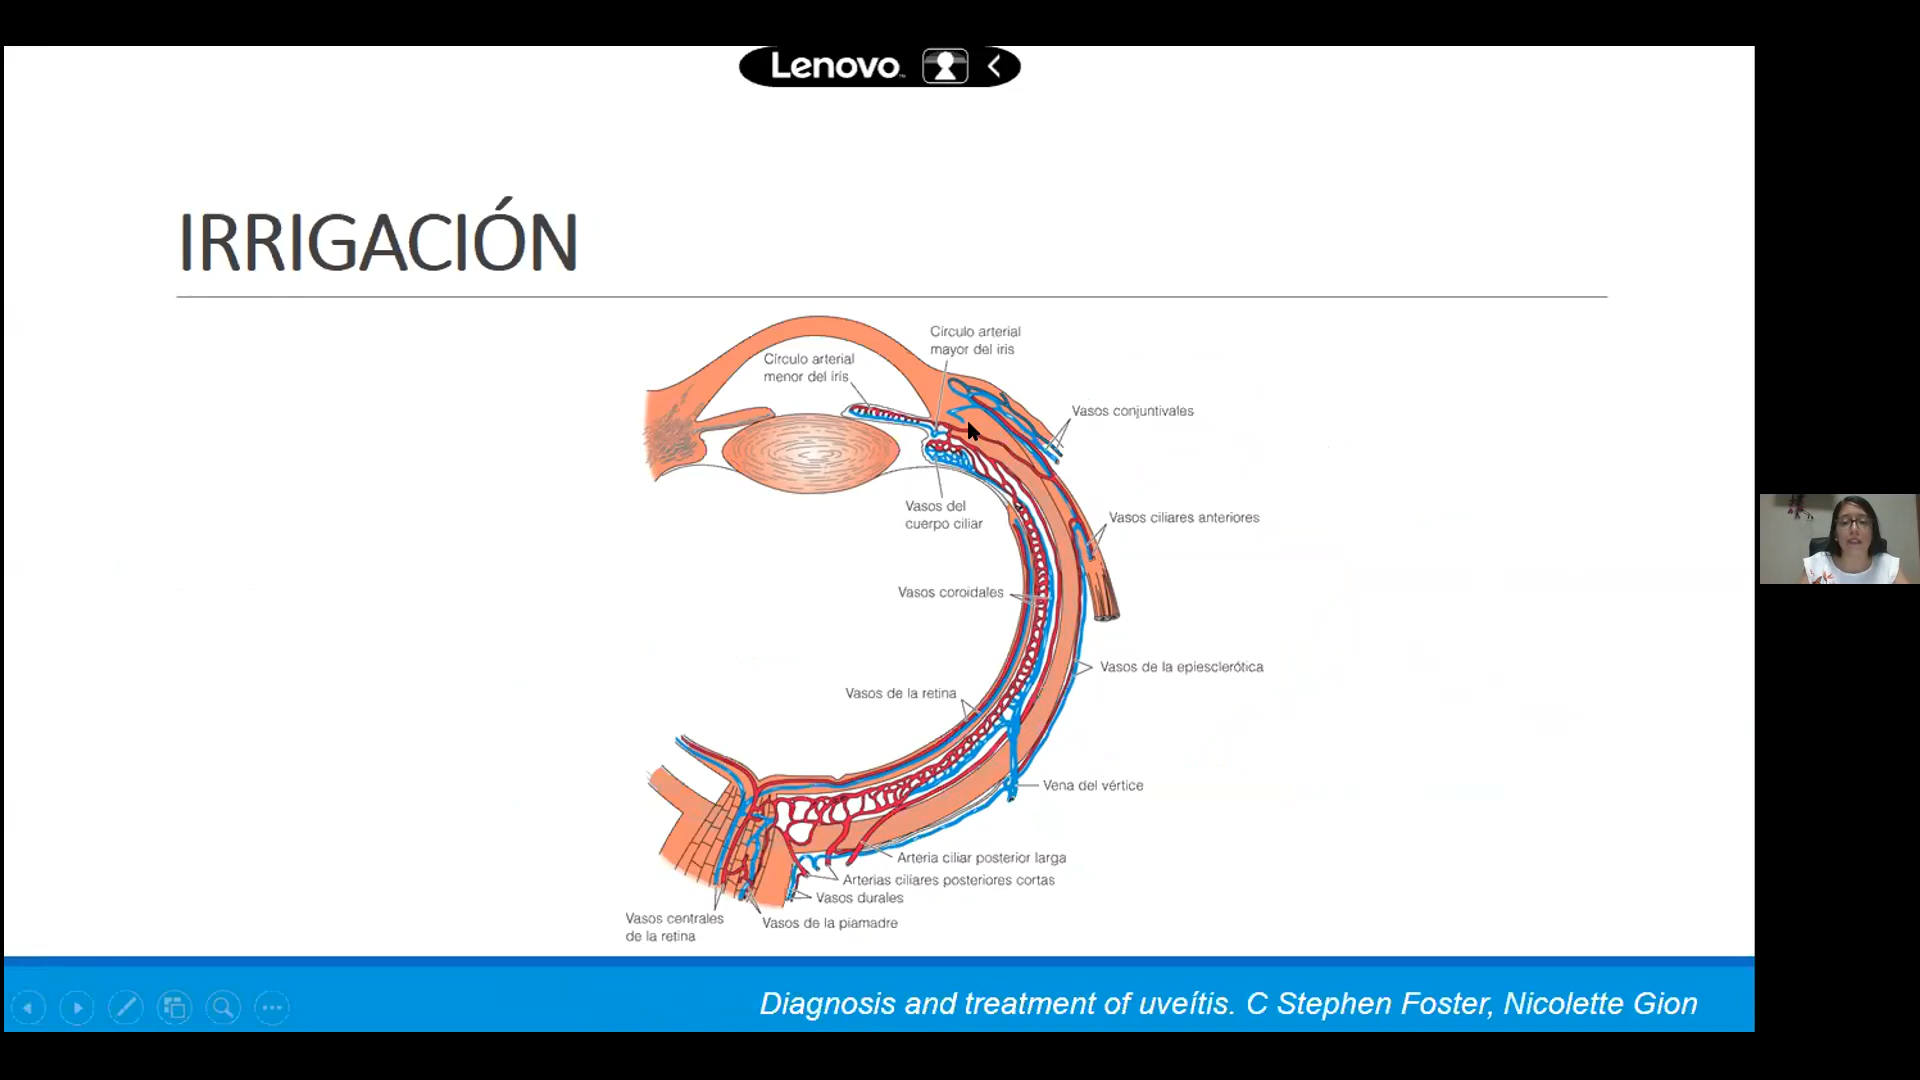 Lenovo
IRRIGACIÓN
Círculo arterial
mayor del iris
Círculo arterial
menor del iris
Vasos conjuntivales
Vasos del
cuerpo ciliar
Vasos ciliares anteriores
Vasos coroidales
Vasos de la epiesclerótica
Vasos de la retina
Vena del vértice
Arteria ciliar posterior larga
Arterias ciliares posteriores cortas
Vasos durales
Vasos centrales
de la retina
Vasos de la piamadre
Diagnosis and treatment of uveítis. C Stephen Foster, Nicolette Gion